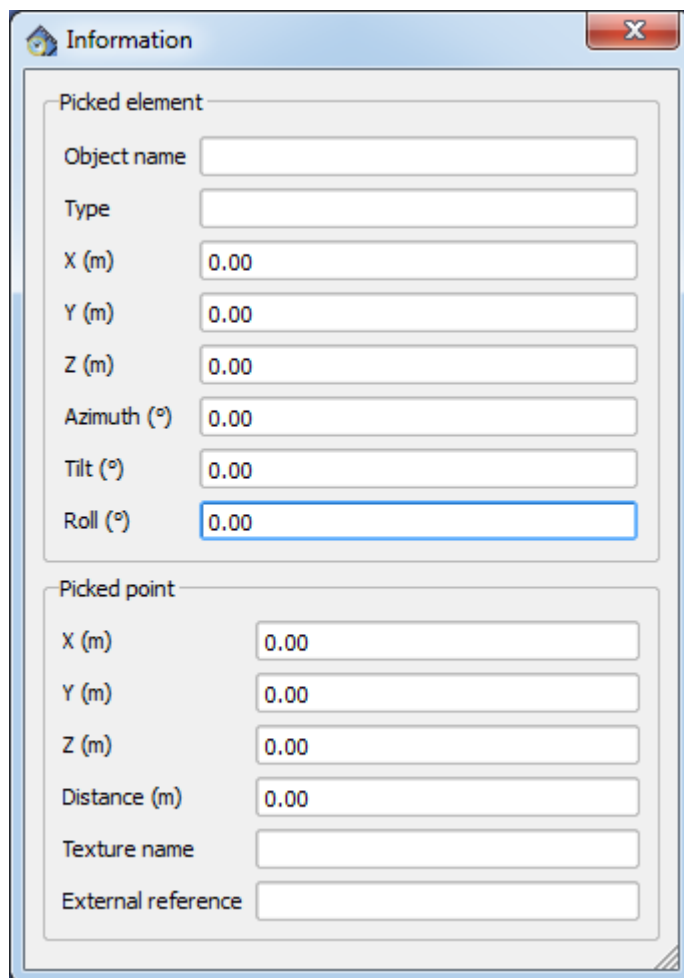 Information
Picked element
Object name
Type
X (m) 0.00
Y (m) 0.00
Z (m) 0.00
Azimuth (º) 0.00
Tilt (º) 0.00
Roll (º) 0.00
Picked point
X (m) 0.00
Y (m) 0.00
Z (m) 0.00
Distance (m) 0.00
Texture name
External reference